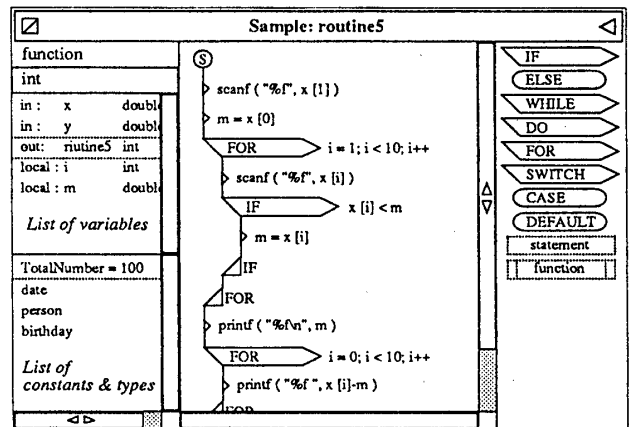 Sample: routine5
function
int
in : x double
in : y double
out: riutine5 int
local : i int
local : m double
List of variables
TotalNumber = 100
date
person
birthday
List of
constants & types
S
scanf ( "%f", x [1] )
m = x [0]
FOR i = 1; i < 10; i++
scanf ( "%f", x [i] )
IF x [i] < m
m = x [i]
IF
FOR
printf ( "%f\n", m )
FOR i = 0; i < 10; i++
printf ( "%f ", x [i]-m )
FOR
IF
ELSE
WHILE
DO
FOR
SWITCH
CASE
DEFAULT
statement
function